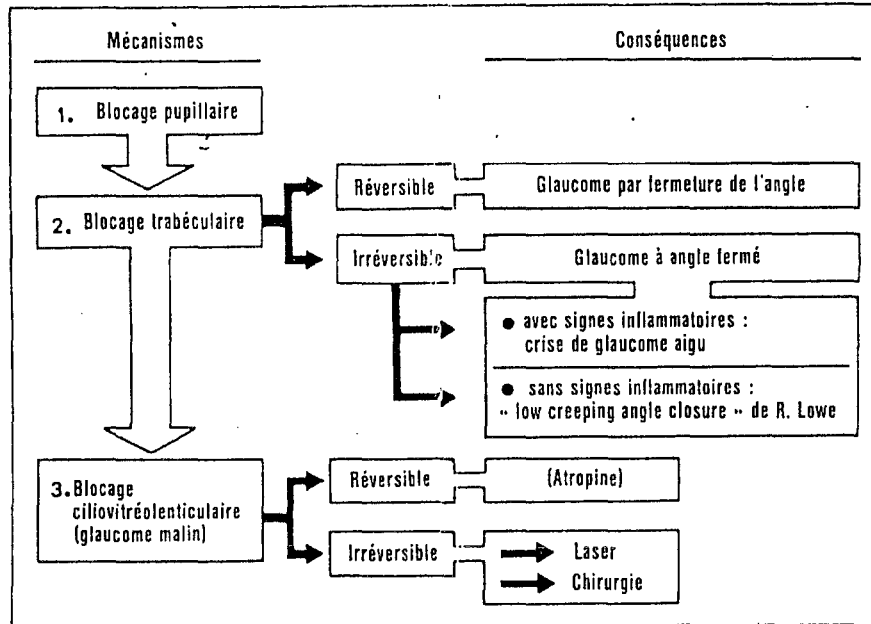 Mécanismes
Conséquences
1. Blocage pupillaire
2. Blocage trabéculaire
Réversible
Glaucome par fermeture de l'angle
Irréversible
Glaucome à angle fermé
● avec signes inflammatoires :
crise de glaucome aigu
● sans signes inflammatoires :
« low creeping angle closure » de R. Lowe
3. Blocage
ciliovitréolenticulaire
(glaucome malin)
Réversible
(Atropine)
Irréversible
Laser
Chirurgie